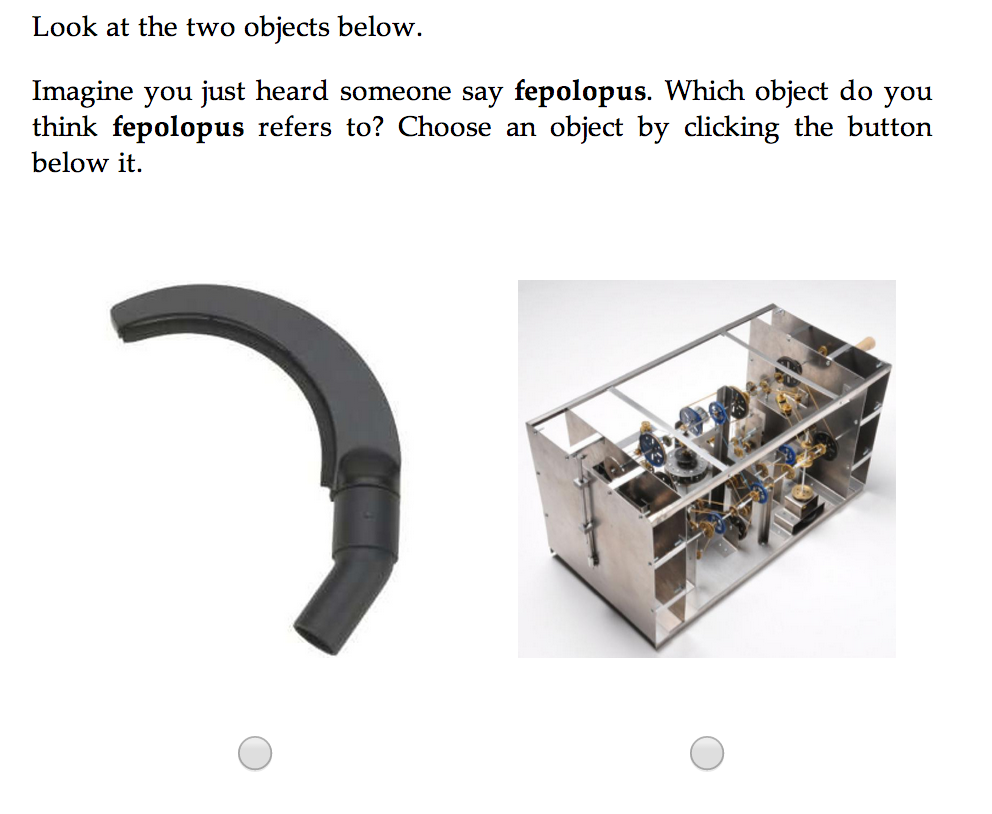 Look at the two objects below.
Imagine you just heard someone say fepolopus. Which object do you
think fepolopus refers to? Choose an object by clicking the button
below it.